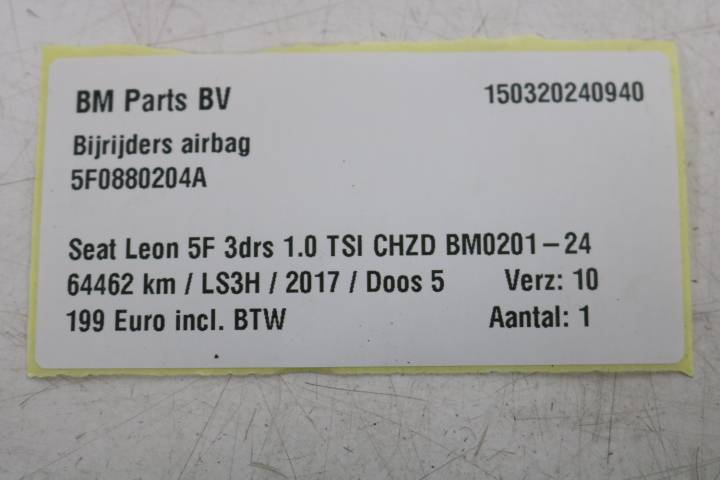 BM Parts BV 150320240940
Bijrijders airbag
5F0880204A
Seat Leon 5F 3drs 1.0 TSI CHZD BM0201-24
64462 km / LS3H / 2017 / Doos 5 Verz: 10
199 Euro incl. BTW Aantal: 1